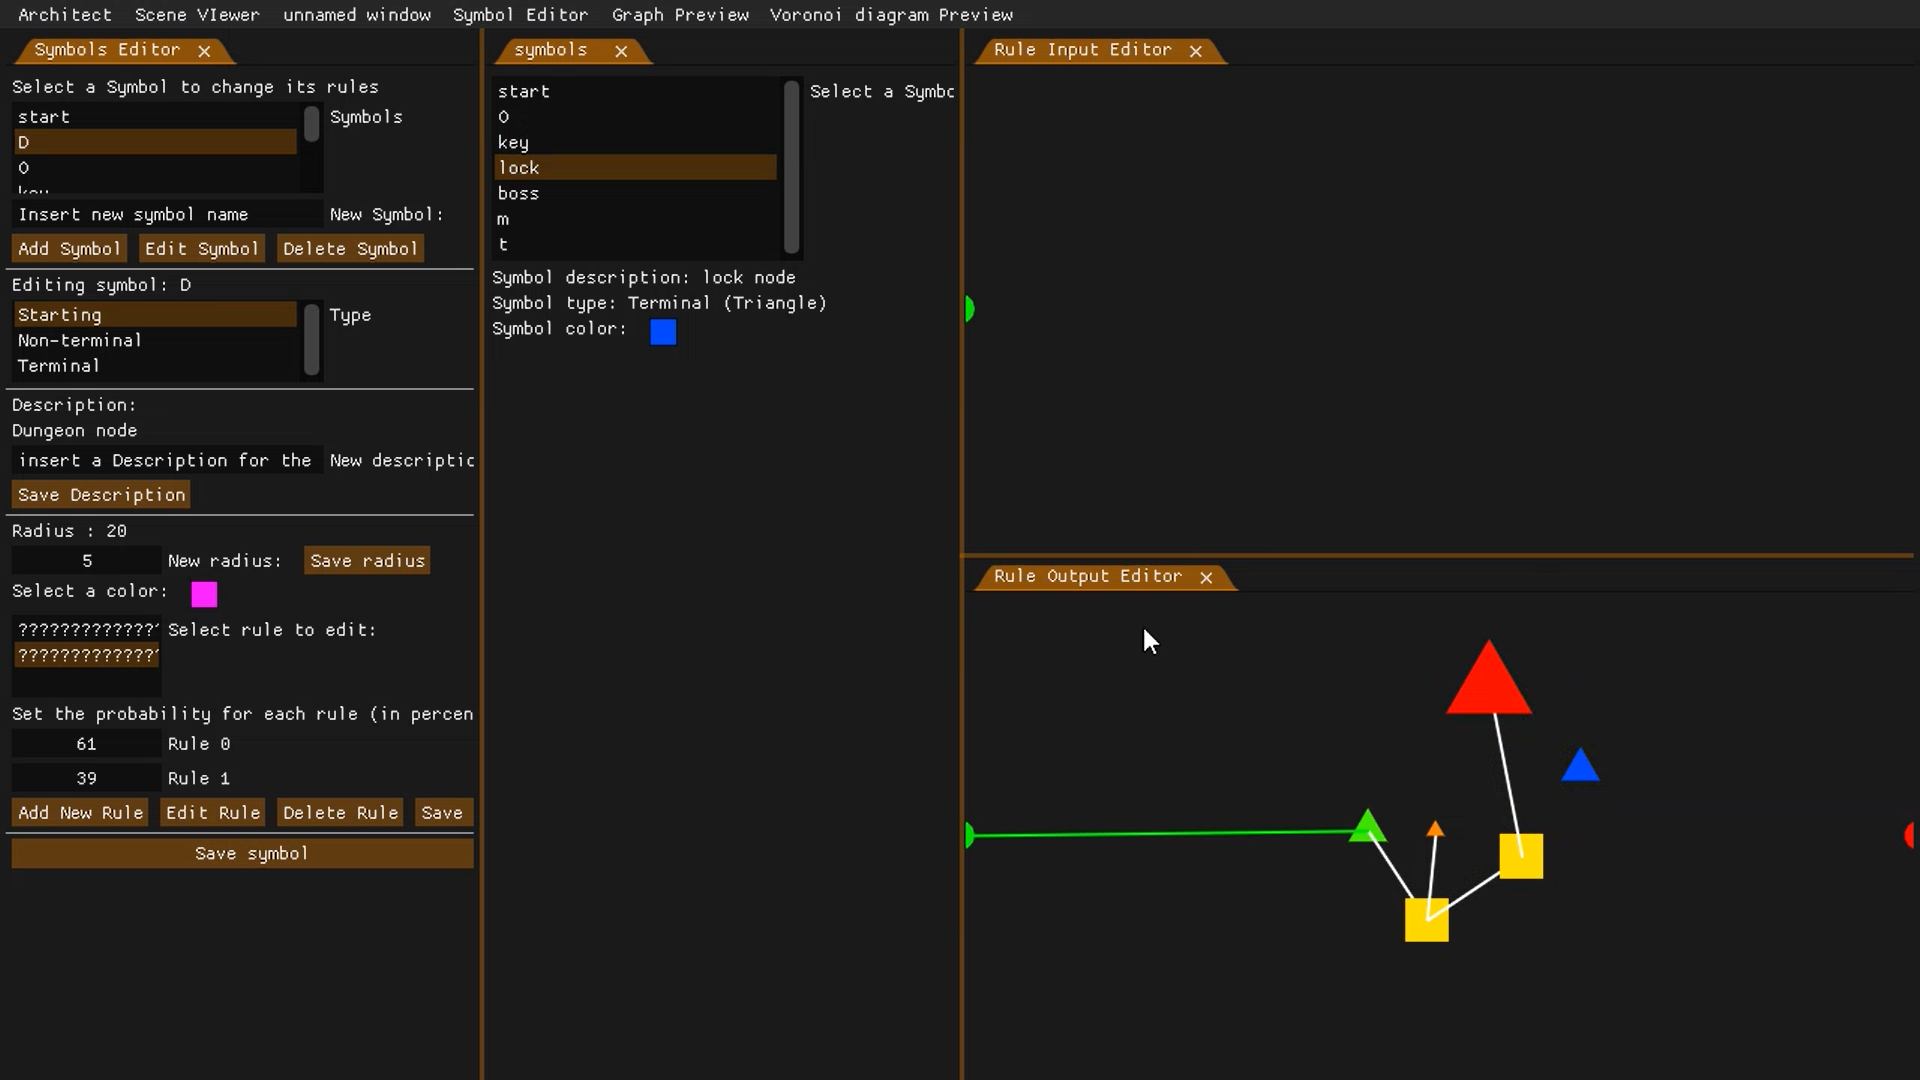 Architect Scene VIewer unnamed window Symbol Editor Graph Preview Voronoi diagram Preview
Symbols Editor
Select a Symbol to change its rules
start
D
O
key
Symbols
Insert new symbol name New Symbol:
Add Symbol Edit Symbol Delete Symbol
Editing symbol: D
Starting
Non-terminal
Terminal
Type
Description:
Dungeon node
insert a Description for the New descriptic
Save Description
Radius : 20
5 New radius: Save radius
Select a color:
?????????????
?????????????
Select rule to edit:
Set the probability for each rule (in percen
61 Rule 0
39 Rule 1
Add New Rule Edit Rule Delete Rule Save
Save symbol
symbols
start
O
key
lock
boss
m
t
Select a Symbc
Symbol description: lock node
Symbol type: Terminal (Triangle)
Symbol color:
Rule Input Editor
Rule Output Editor